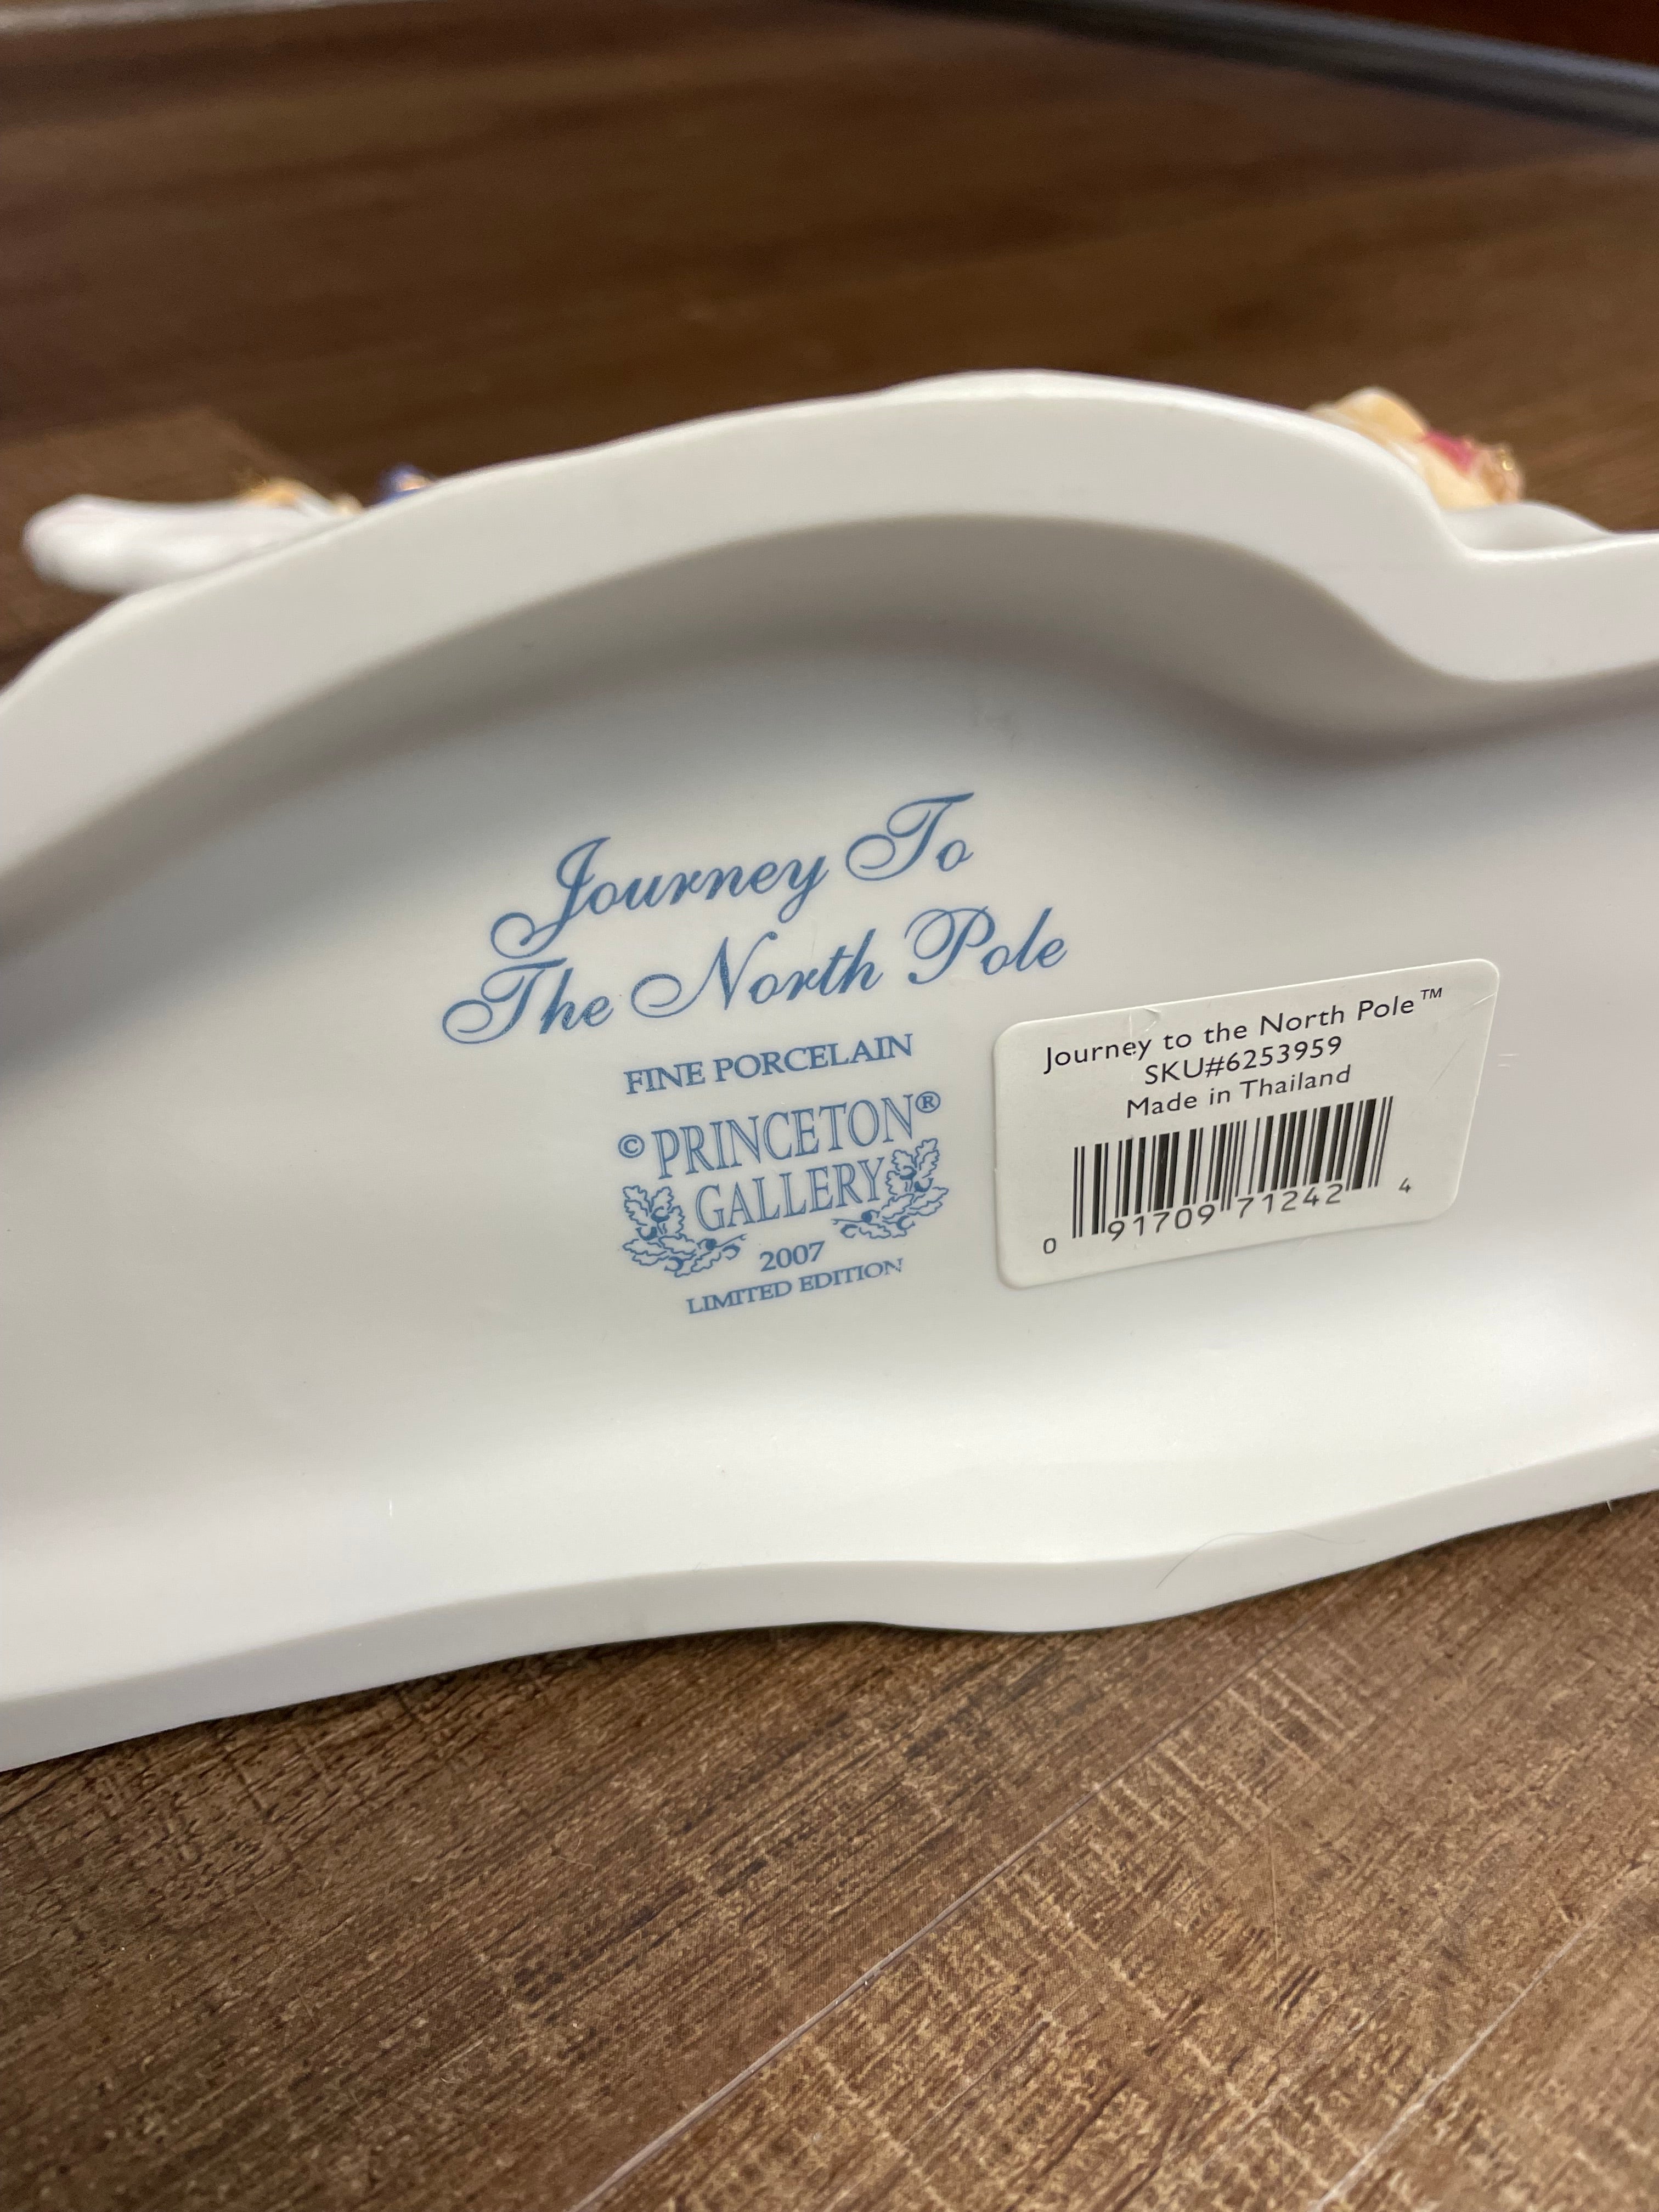 Journey To
The North Pole
FINE PORCELAIN
© PRINCETON®
GALLERY
2007
LIMITED EDITION
Journey to the North Pole™
SKU#6253959
Made in Thailand
0 91709 71242 4